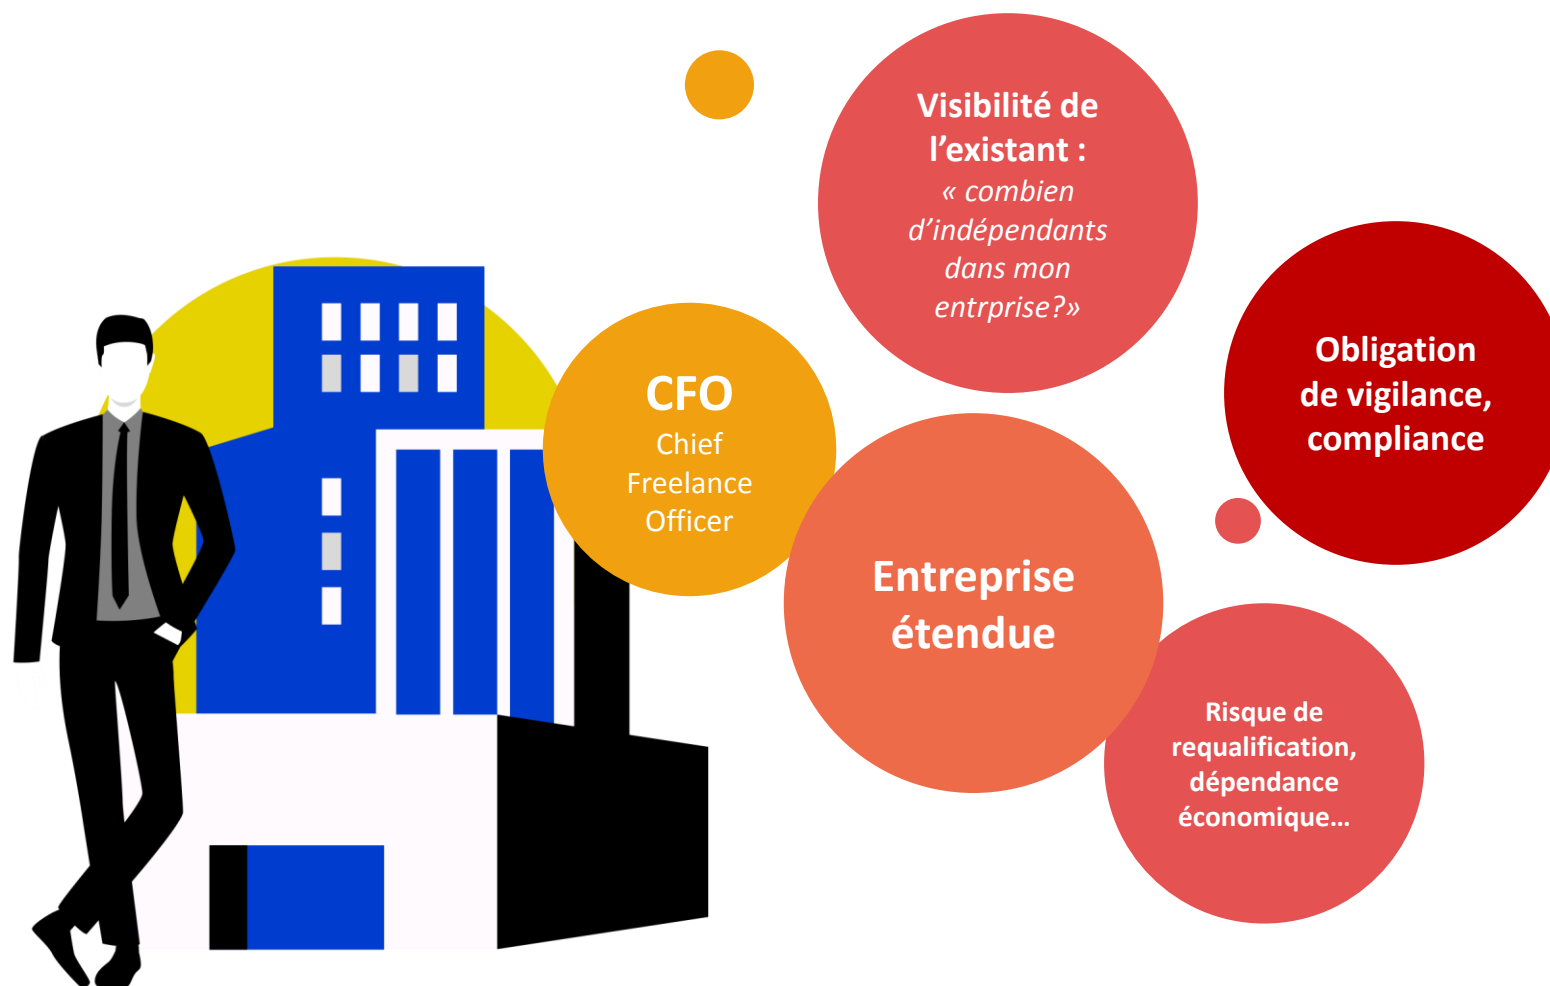 Visibilité de
l’existant :
« combien
d’indépendants
dans mon
entrprise?»
Obligation
de vigilance,
compliance
CFO
Chief
Freelance
Officer
Entreprise
étendue
Risque de
requalification,
dépendance
économique…